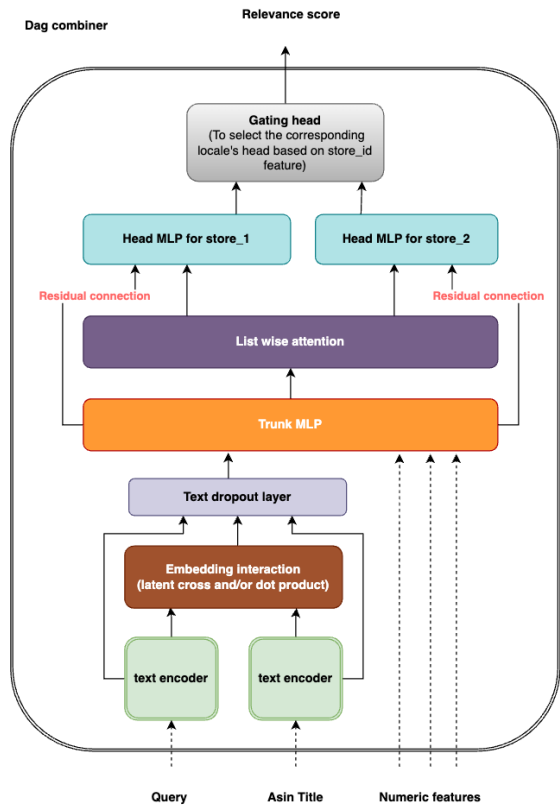 Relevance score
Dag combiner
Gating head
(To select the corresponding
locale's head based on store_id
feature)
Head MLP for store_1
Head MLP for store_2
Residual connection
Residual connection
List wise attention
Trunk MLP
Text dropout layer
Embedding interaction
(latent cross and/or dot product)
text encoder
text encoder
Query
Asin Title
Numeric features